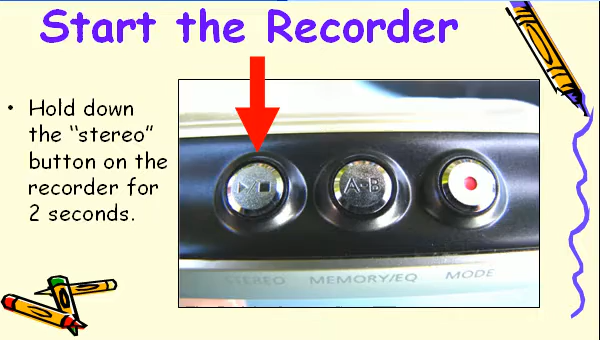 Start the Recorder
• Hold down
the “stereo”
button on the
recorder for
2 seconds.
A-B
STEREO MEMORY/EQ MODE